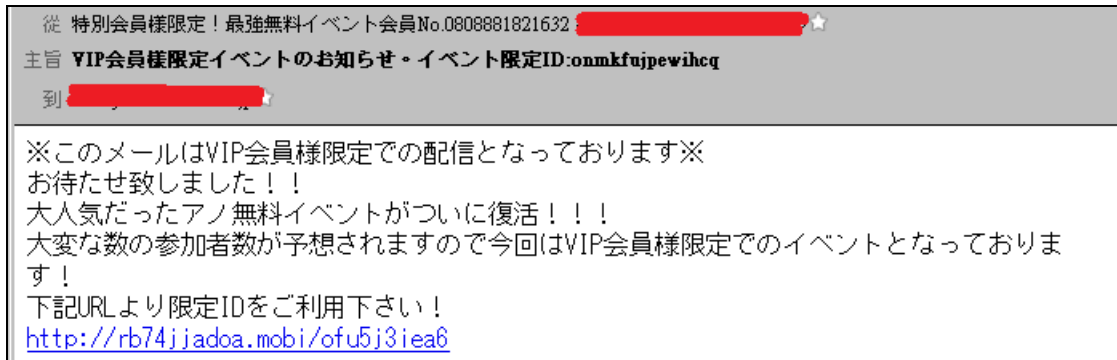 從 特別会員様限定！最強無料イベント会員No.0808881821632
主旨 VIP会員様限定イベントのお知らせ・イベント限定ID:onmkfujpewihcq
到
※このメールはVIP会員様限定での配信となっております※
お待たせ致しました！！
大人気だったアノ無料イベントがついに復活！！！
大変な数の参加者数が予想されますので今回はVIP会員様限定でのイベントとなっておりま
す！
下記URLより限定IDをご利用下さい！
http://rb74jjadoa.mobi/ofu5j3iea6